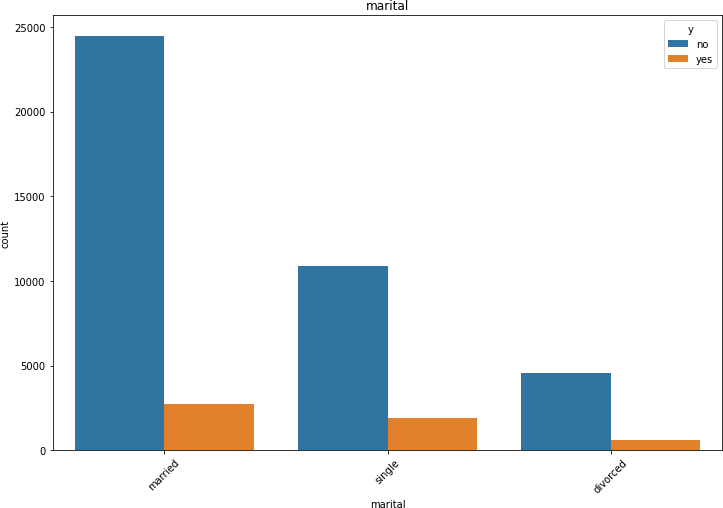 marital
y
no
yes
25000
20000
15000
10000
5000
0
count
married
single
divorced
marital